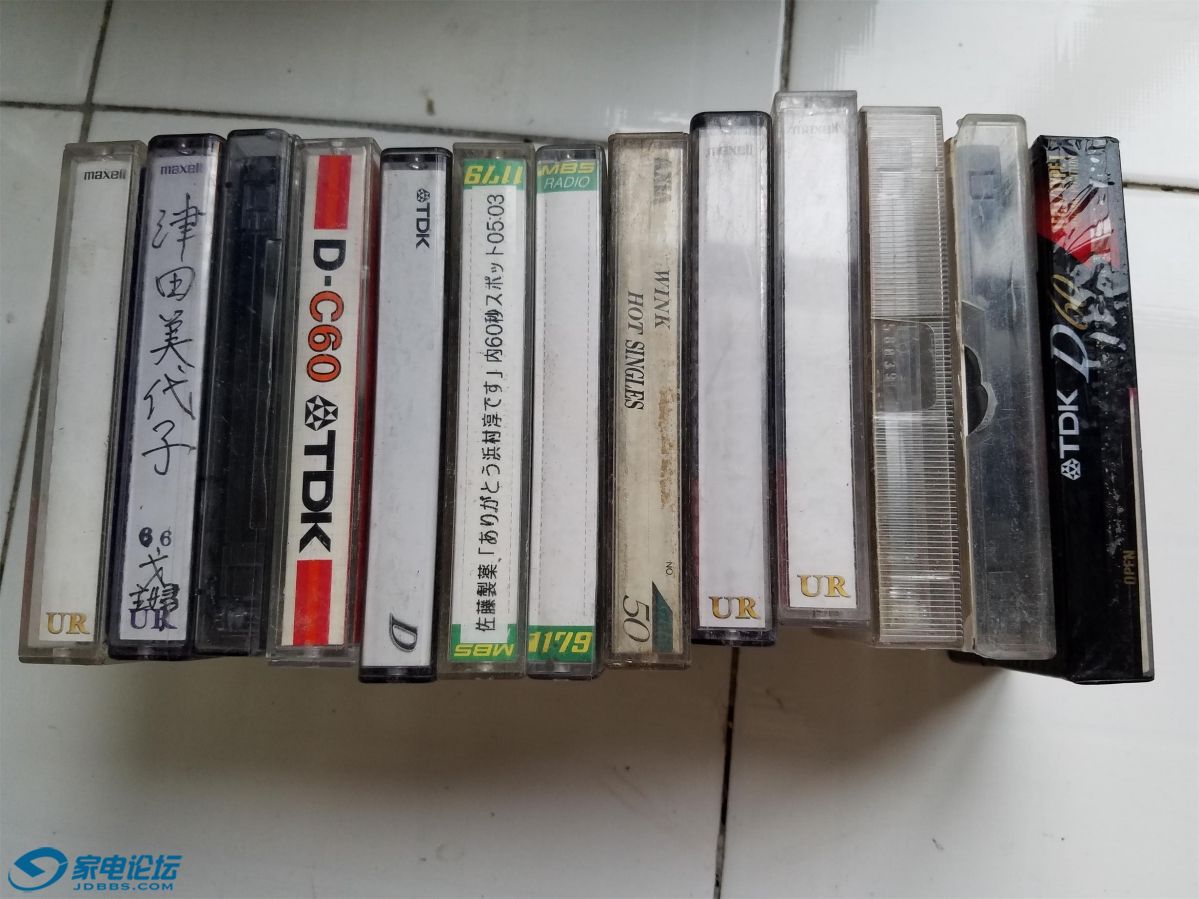 maxell
UR
maxell
津田美代子
66
UR
D-C60 TDK
TDK
D
1179
佐藤製薬、「ありがとう浜村淳です」内60秒スポット05:03
MBS
MBS
RADIO
1179
WINK
HOT SINGLES
NO
50
maxell
UR
maxell
UR
TDK
OPEN
家电论坛
JDBBS.COM